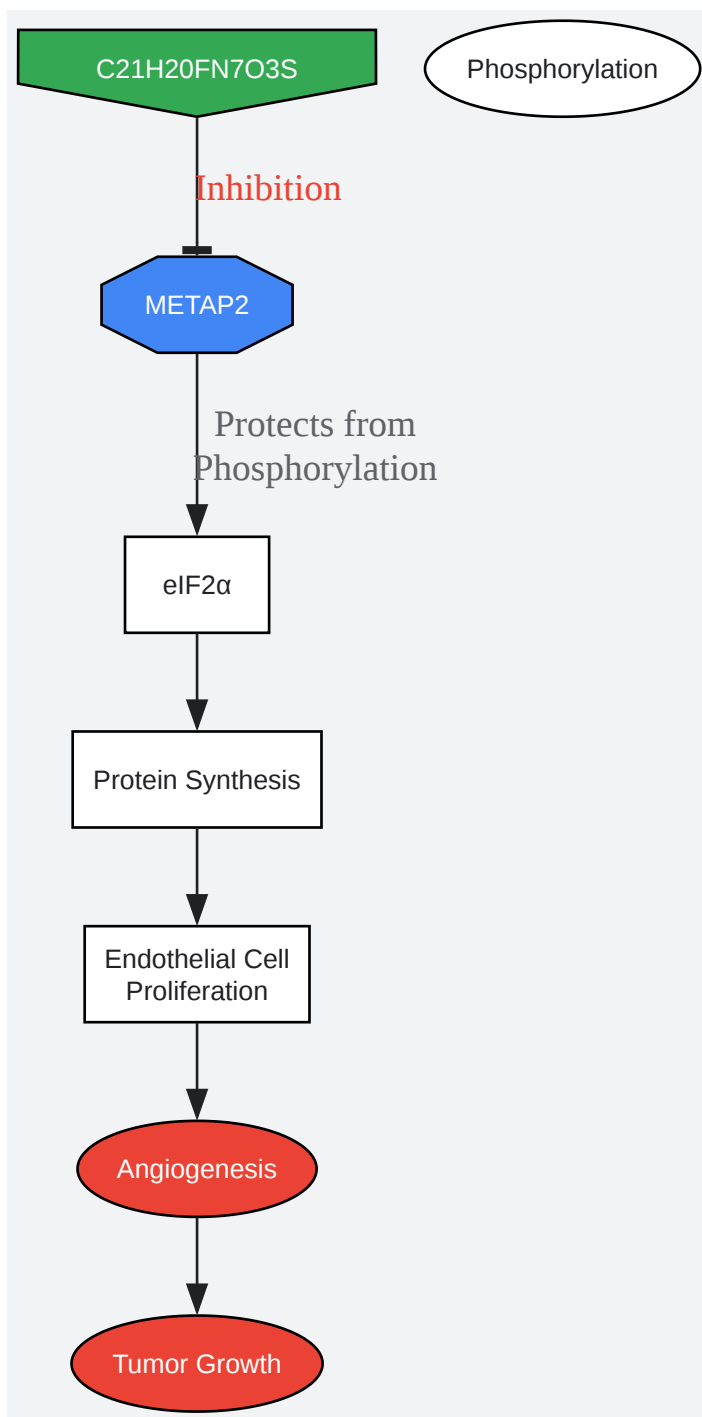 C21H20FN7O3S
Phosphorylation
Inhibition
METAP2
Protects from
Phosphorylation
eIF2α
Protein Synthesis
Endothelial Cell
Proliferation
Angiogenesis
Tumor Growth